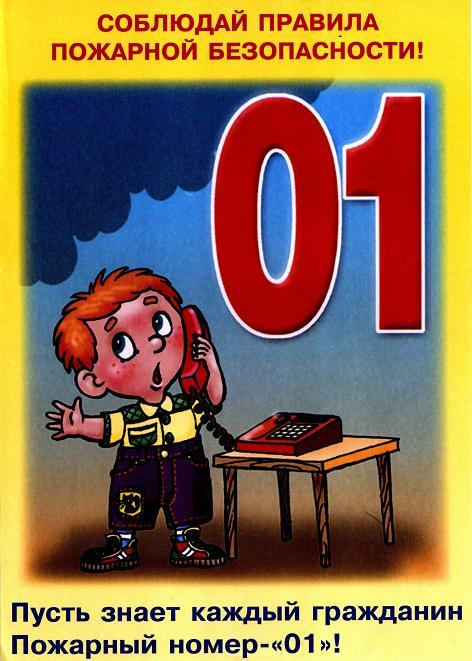 СОБЛЮДАЙ ПРАВИЛА
ПОЖАРНОЙ БЕЗОПАСНОСТИ!
01
Пусть знает каждый гражданин
Пожарный номер-«01»!